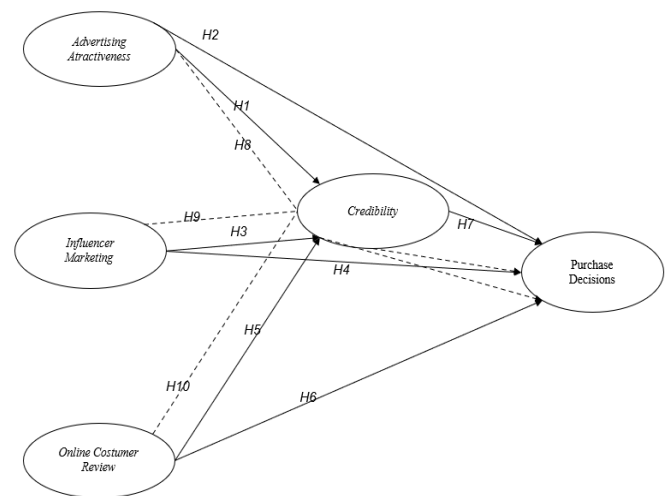 Advertising
Atractiveness
H2
H1
H8
Credibility
H7
H9
H3
Influencer
Marketing
H4
Purchase
Decisions
H5
H10
H6
Online Costumer
Review